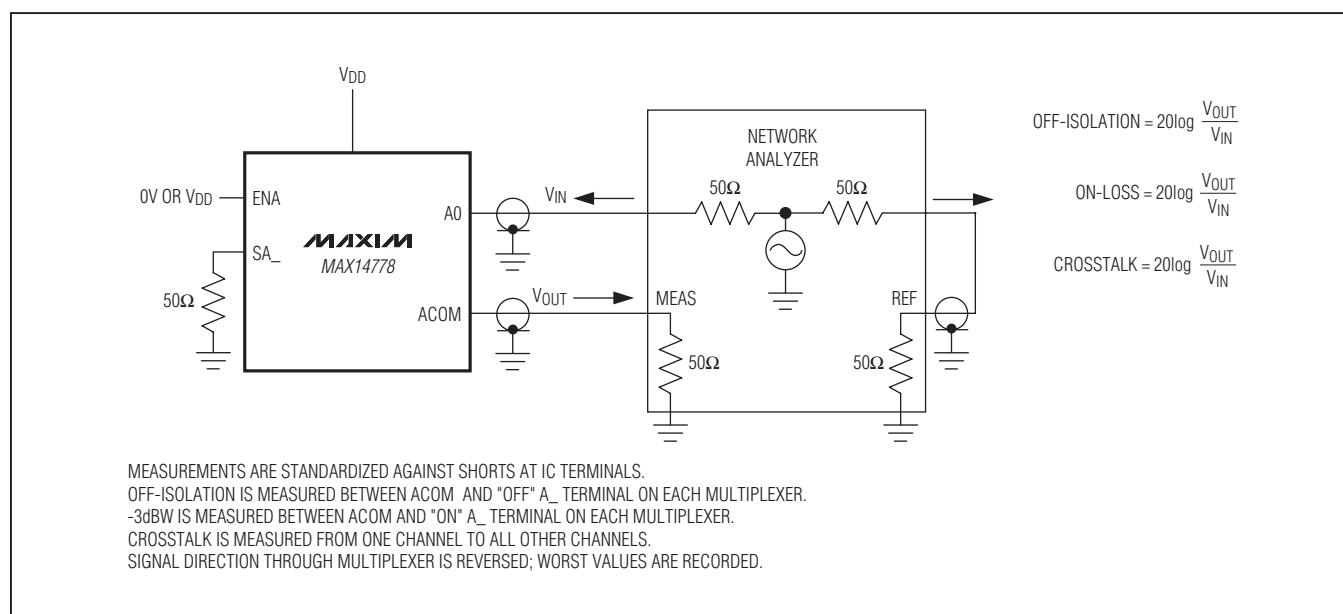 VDD
NETWORK
ANALYZER
50Ω
50Ω
OFF-ISOLATION = 20log VOUT
VIN
ON-LOSS = 20log VOUT
VIN
CROSSTALK = 20log VOUT
VIN
0V OR VDD
ENA
A0
VIN
MAXIM
MAX14778
SA_
50Ω
ACOM
VOUT
MEAS
REF
50Ω
50Ω
MEASUREMENTS ARE STANDARDIZED AGAINST SHORTS AT IC TERMINALS.
OFF-ISOLATION IS MEASURED BETWEEN ACOM AND "OFF" A_ TERMINAL ON EACH MULTIPLEXER.
-3dBW IS MEASURED BETWEEN ACOM AND "ON" A_ TERMINAL ON EACH MULTIPLEXER.
CROSSTALK IS MEASURED FROM ONE CHANNEL TO ALL OTHER CHANNELS.
SIGNAL DIRECTION THROUGH MULTIPLEXER IS REVERSED; WORST VALUES ARE RECORDED.